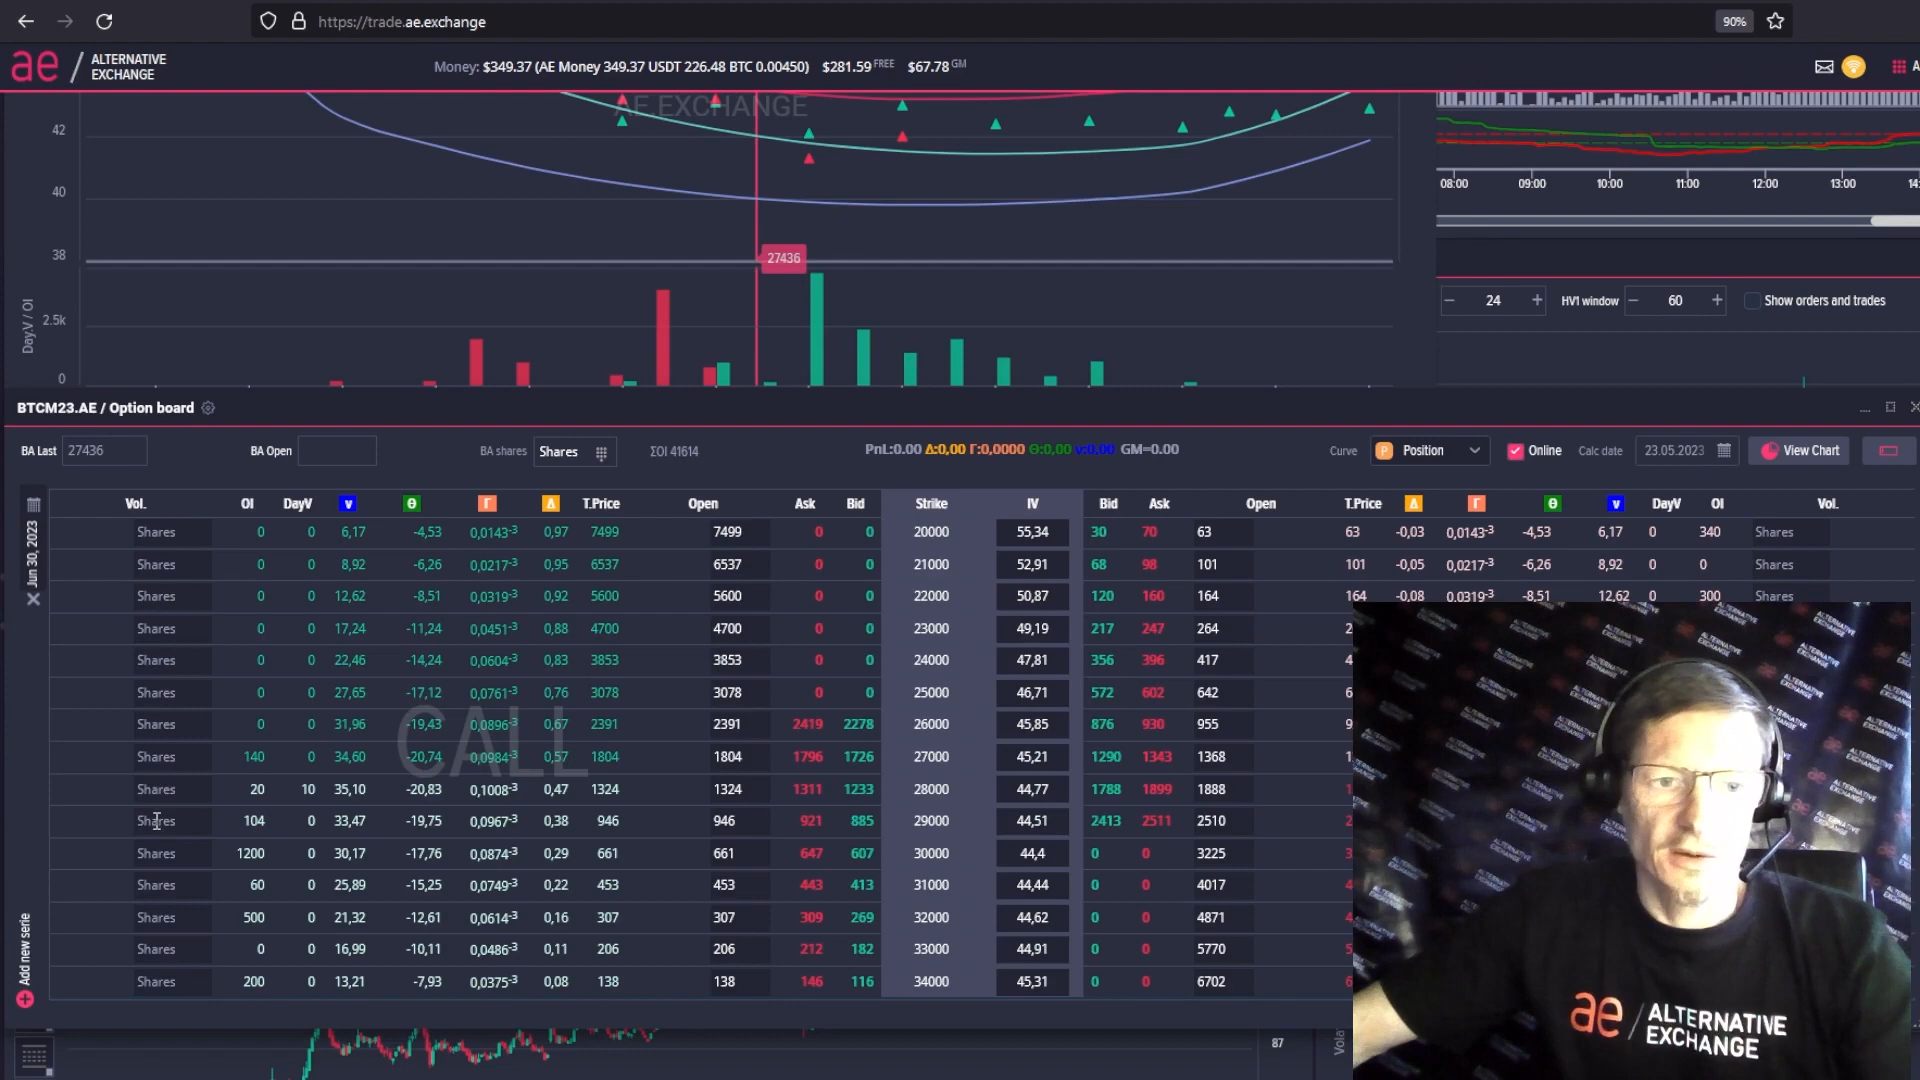 https://trade.ae.exchange
90%
ae / ALTERNATIVE EXCHANGE
Money: $349.37 (AE Money 349.37 USDT 226.48 BTC 0.00450) $281.59 FREE $67.78 GM
A
AE.EXCHANGE
42
40
38
27436
Day.V / OI
2.5k
0
08:00 09:00 10:00 11:00 12:00 13:00 14:
24 HV1 window 60 Show orders and trades
BTCM23.AE / Option board
BA Last 27436 BA Open BA shares Shares ΣOI 41614 PnL:0.00 Δ:0,00 Γ:0,0000 Θ:0,00 ν:0,00 GM=0.00 Curve P Position Online Calc date 23.05.2023 View Chart
Vol. OI DayV ν Θ Γ Δ T.Price Open Ask Bid Strike IV Bid Ask Open T.Price Δ Γ Θ ν DayV OI Vol.
Shares 0 0 6,17 -4,53 0,0143-3 0,97 7499 7499 0 0 20000 55,34 30 70 63 63 -0,03 0,0143-3 -4,53 6,17 0 340 Shares
Shares 0 0 8,92 -6,26 0,0217-3 0,95 6537 6537 0 0 21000 52,91 68 98 101 101 -0,05 0,0217-3 -6,26 8,92 0 0 Shares
Shares 0 0 12,62 -8,51 0,0319-3 0,92 5600 5600 0 0 22000 50,87 120 160 164 164 -0,08 0,0319-3 -8,51 12,62 0 300 Shares
Shares 0 0 17,24 -11,24 0,0451-3 0,88 4700 4700 0 0 23000 49,19 217 247 264 2
Shares 0 0 22,46 -14,24 0,0604-3 0,83 3853 3853 0 0 24000 47,81 356 396 417 4
Shares 0 0 27,65 -17,12 0,0761-3 0,76 3078 3078 0 0 25000 46,71 572 602 642 6
Shares 0 0 31,96 -19,43 0,0896-3 0,67 2391 2391 2419 2278 26000 45,85 876 930 955 9
Shares 140 0 34,60 -20,74 0,0984-3 0,57 1804 1804 1796 1726 27000 45,21 1290 1343 1368 1
Shares 20 10 35,10 -20,83 0,1008-3 0,47 1324 1324 1311 1233 28000 44,77 1788 1899 1888 1
Shares 104 0 33,47 -19,75 0,0967-3 0,38 946 946 921 885 29000 44,51 2413 2511 2510 2
Shares 1200 0 30,17 -17,76 0,0874-3 0,29 661 661 647 607 30000 44,4 0 0 3225 3
Shares 60 0 25,89 -15,25 0,0749-3 0,22 453 453 443 413 31000 44,44 0 0 4017 4
Shares 500 0 21,32 -12,61 0,0614-3 0,16 307 307 309 269 32000 44,62 0 0 4871 4
Shares 0 0 16,99 -10,11 0,0486-3 0,11 206 206 212 182 33000 44,91 0 0 5770 5
Shares 200 0 13,21 -7,93 0,0375-3 0,08 138 138 146 116 34000 45,31 0 0 6702 6
CALL
Jun 30, 2023
Add new serie
87
Vola
ae / ALTERNATIVE
EXCHANGE